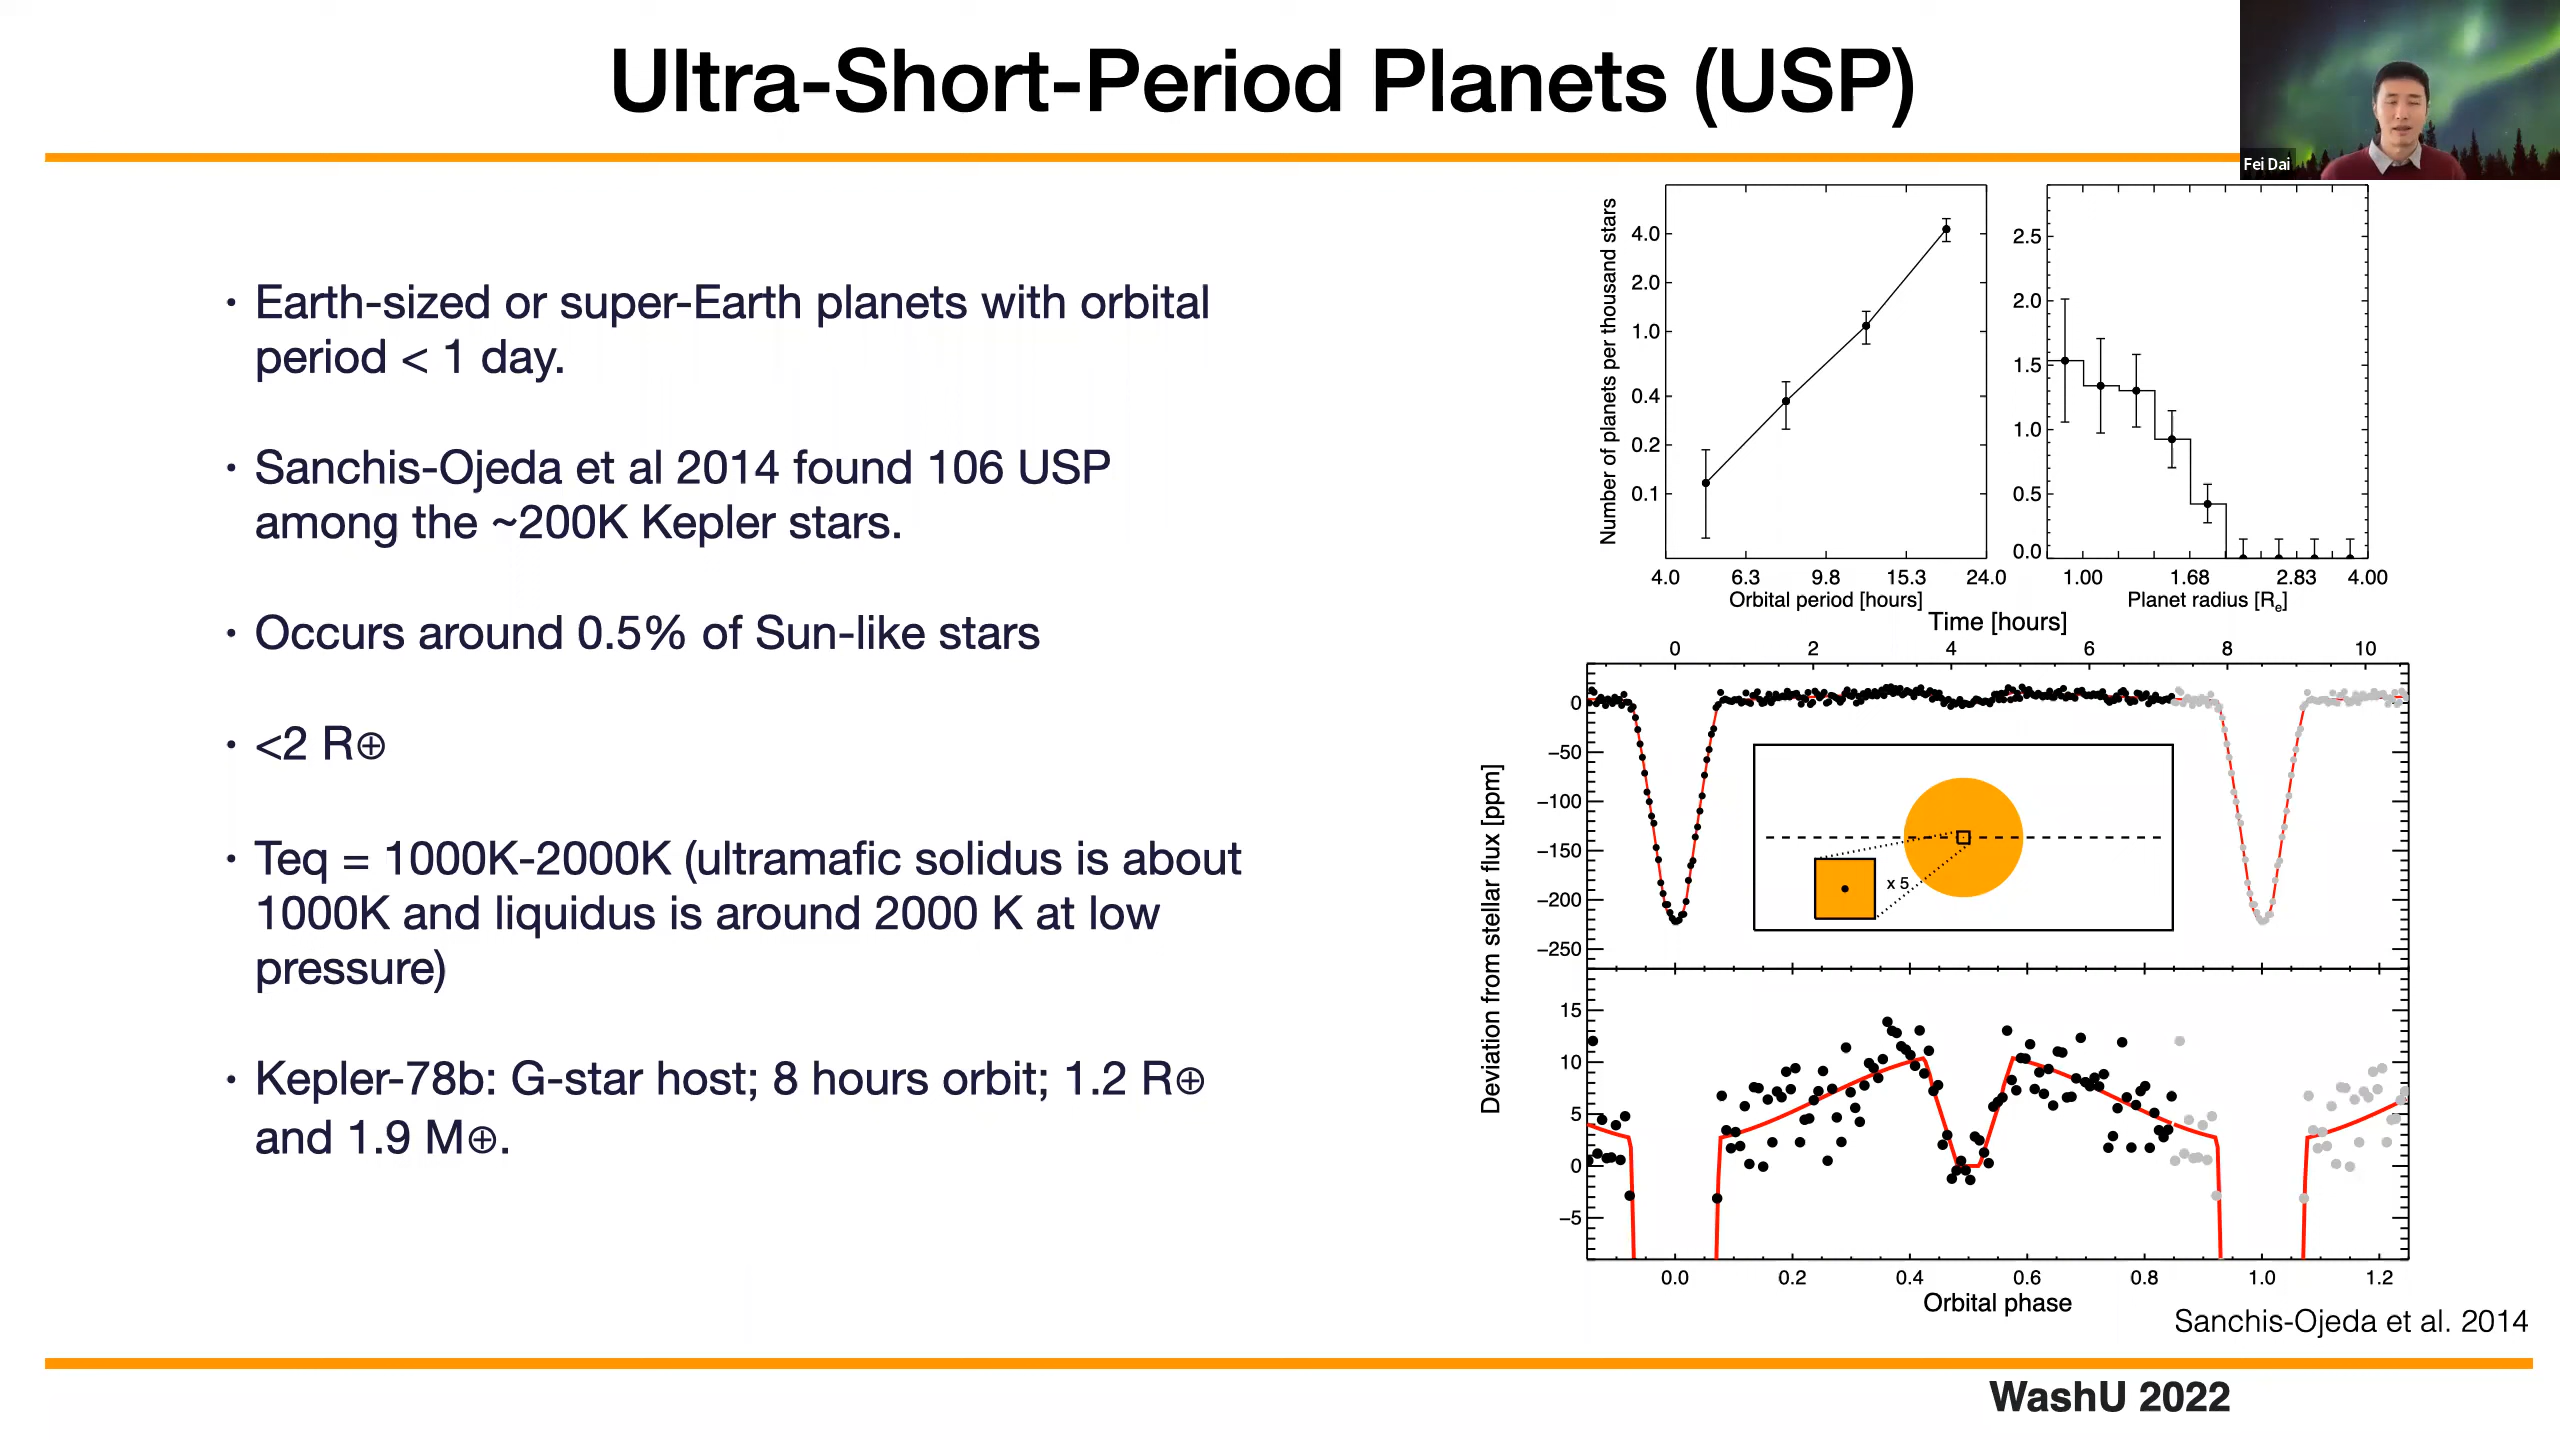 Ultra-Short-Period Planets (USP)
Fei Dai
• Earth-sized or super-Earth planets with orbital
period < 1 day.
• Sanchis-Ojeda et al 2014 found 106 USP
among the ~200K Kepler stars.
• Occurs around 0.5% of Sun-like stars
• <2 R⊕
• Teq = 1000K-2000K (ultramafic solidus is about
1000K and liquidus is around 2000 K at low
pressure)
• Kepler-78b: G-star host; 8 hours orbit; 1.2 R⊕
and 1.9 M⊕.
Number of planets per thousand stars
4.0
2.0
1.0
0.4
0.2
0.1
4.0 6.3 9.8 15.3 24.0
Orbital period [hours]
2.5
2.0
1.5
1.0
0.5
0.0
1.00 1.68 2.83 4.00
Planet radius [Re]
Time [hours]
0 2 4 6 8 10
Deviation from stellar flux [ppm]
0
−50
−100
−150
−200
−250
x 5
15
10
5
0
−5
0.0 0.2 0.4 0.6 0.8 1.0 1.2
Orbital phase
Sanchis-Ojeda et al. 2014
WashU 2022